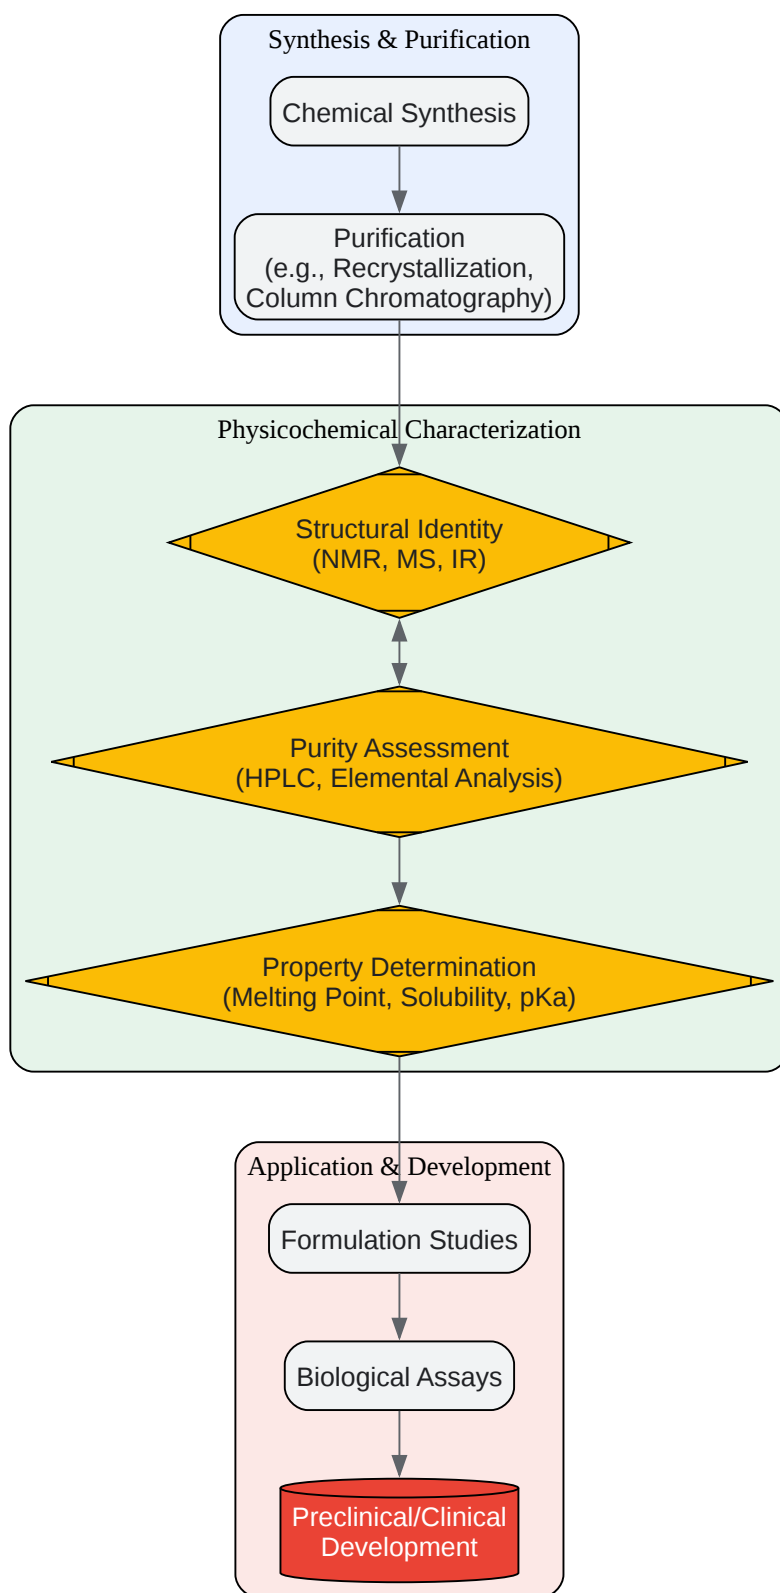 Synthesis & Purification
Chemical Synthesis
Purification
(e.g., Recrystallization,
Column Chromatography)
Physicochemical Characterization
Structural Identity
(NMR, MS, IR)
Purity Assessment
(HPLC, Elemental Analysis)
Property Determination
(Melting Point, Solubility, pKa)
Application & Development
Formulation Studies
Biological Assays
Preclinical/Clinical
Development